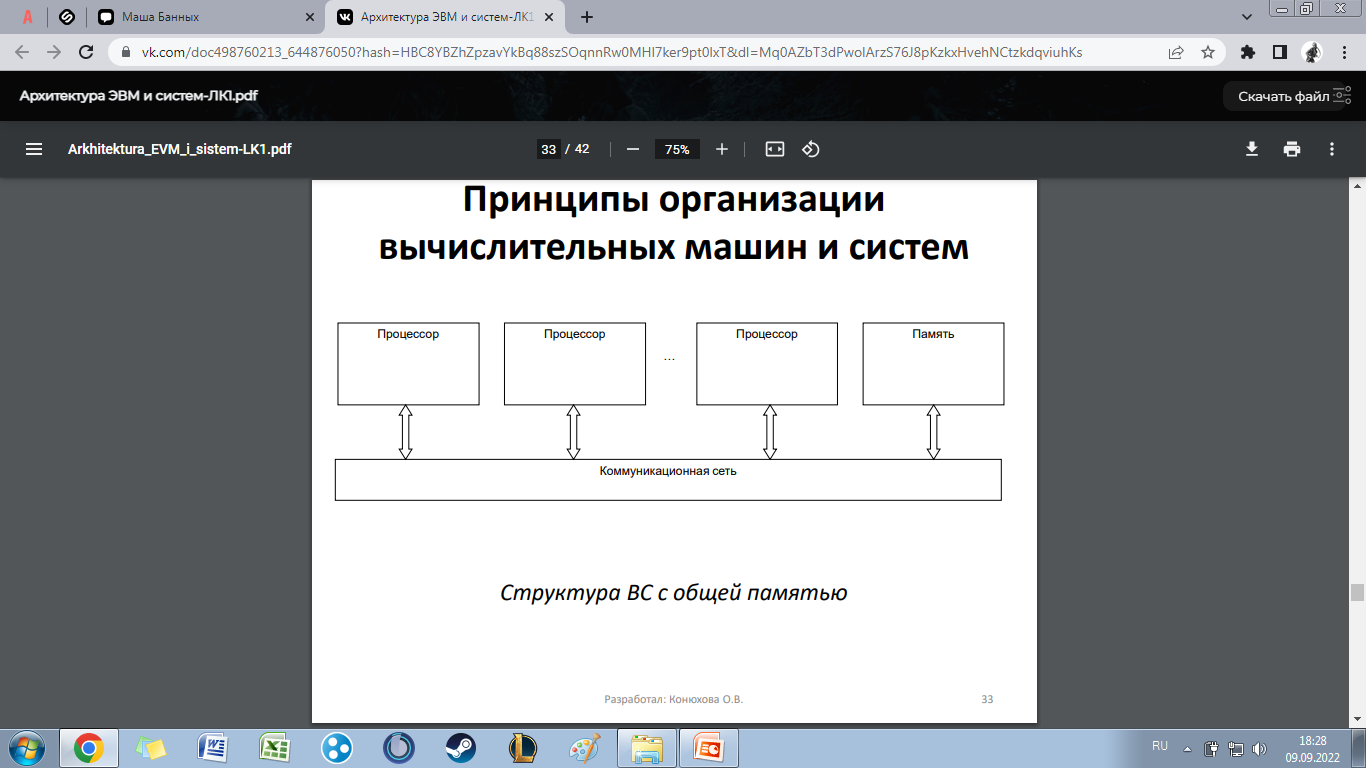 Маша Банных
Архитектура ЭВМ и систем-ЛК1
vk.com/doc498760213_644876050?hash=HBC8YBZhZpzavYkBq88szSOqnnRw0MHI7ker9pt0lxT&dl=Mq0AZbT3dPwolArzS76J8pKzkxHvehNCtzkdqviuhKs
Архитектура ЭВМ и систем-ЛК1.pdf
Скачать файл
Arkhitektura_EVM_i_sistem-LK1.pdf
33 / 42
75%
Принципы организации
вычислительных машин и систем
Процессор
Процессор
...
Процессор
Память
Коммуникационная сеть
Структура ВС с общей памятью
Разработал: Конюхова О.В.
33
RU
18:28
09.09.2022